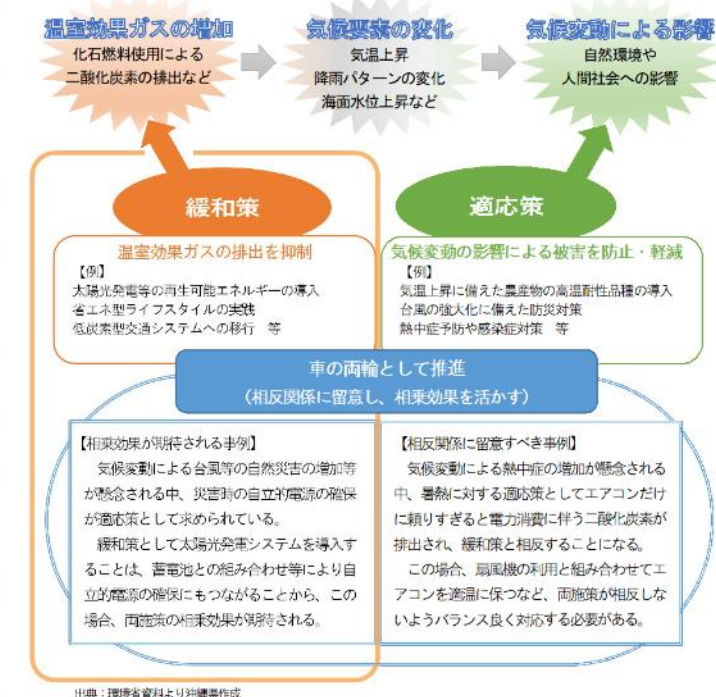 温室効果ガスの増加
化石燃料使用による
二酸化炭素の排出など
気候要素の変化
気温上昇
降雨パターンの変化
海面水位上昇など
気候変動による影響
自然環境や
人間社会への影響
緩和策
温室効果ガスの排出を抑制
【例】
太陽光発電等の再生可能エネルギーの導入
省エネ型ライフスタイルの実践
低炭素型交通システムへの移行 等
適応策
気候変動の影響による被害を防止・軽減
【例】
気温上昇に備えた農産物の高温耐性品種の導入
台風の強大化に備えた防災対策
熱中症予防や感染症対策 等
車の両輪として推進
(相反関係に留意し、相乗効果を活かす)
【相乗効果が期待される事例】
気候変動による台風等の自然災害の増加等
が懸念される中、災害時の自立的電源の確保
が適応策として求められている。
緩和策として太陽光発電システムを導入す
ることは、蓄電池との組み合わせ等により自
立的電源の確保にもつながることから、この
場合、両施策の相乗効果が期待される。
【相反関係に留意すべき事例】
気候変動による熱中症の増加が懸念される
中、暑熱に対する適応策としてエアコンだけ
に頼りすぎると電力消費に伴う二酸化炭素が
排出され、緩和策と相反することになる。
この場合、扇風機の利用と組み合わせてエ
アコンを適温に保つなど、両施策が相反しな
いようバランス良く対応する必要がある。
出典：環境省資料より沖縄県作成